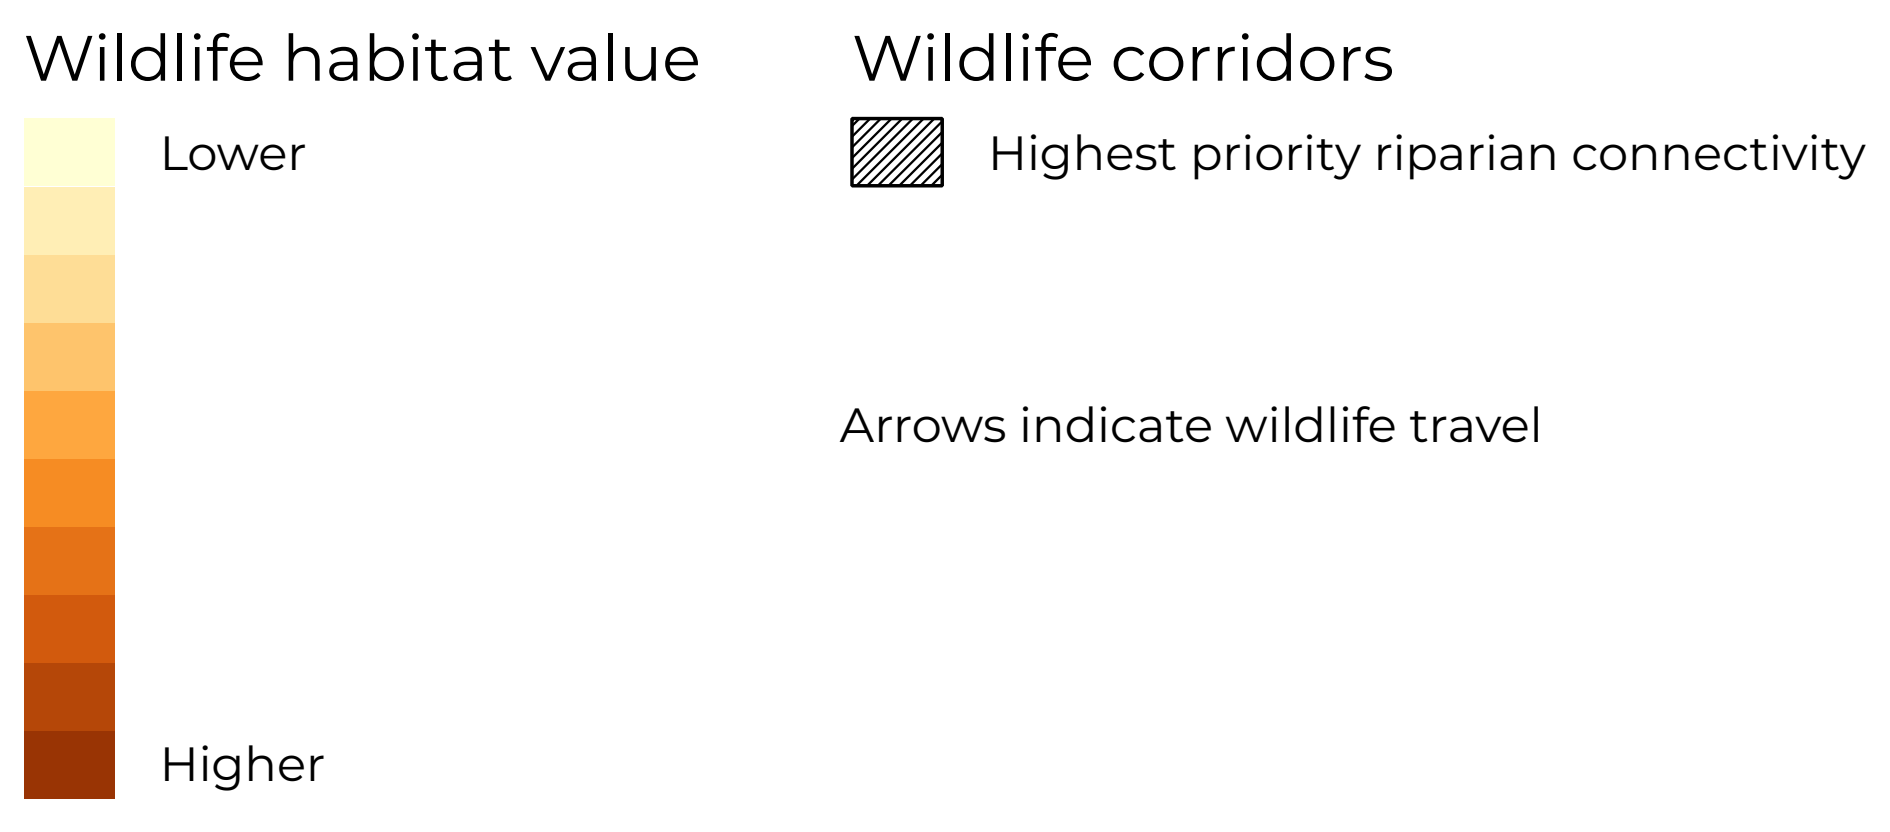 Wildlife habitat value
Lower
Higher
Wildlife corridors
Highest priority riparian connectivity
Arrows indicate wildlife travel